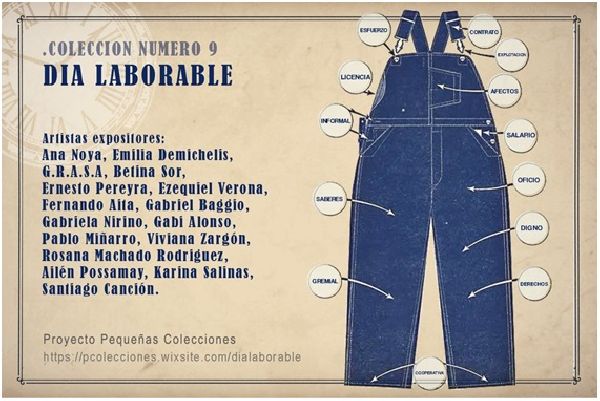 .COLECCION NUMERO 9
DIA LABORABLE
Artistas expositores:
Ana Noya, Emilia Demichelis,
G.R.A.S.A, Betina Sor,
Ernesto Pereyra, Ezequiel Verona,
Fernando Aita, Gabriel Baggio,
Gabriela Nirino, Gabi Alonso,
Pablo Miñarro, Viviana Zargón,
Rosana Machado Rodriguez,
Ailén Possamay, Karina Salinas,
Santiago Canción.
Proyecto Pequeñas Colecciones
https://pcolecciones.wixsite.com/dialaborable
ESFUERZO
CONTRATO
EXPLOTACION
LICENCIA
AFECTOS
INFORMAL
SALARIO
OFICIO
SABERES
DIGNIO
GREMIAL
DERECHOS
COOPERATIVA